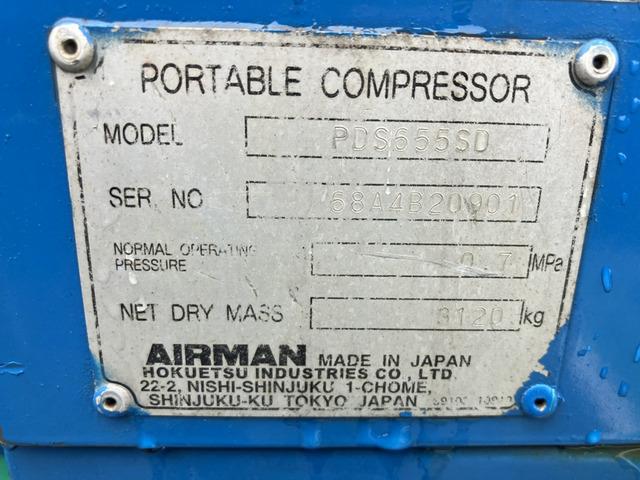 PORTABLE COMPRESSOR
MODEL PDS655SD
SER. NO 68A4B20901
NORMAL OPERATING
PRESSURE 0.7 MPa
NET DRY MASS 3120 kg
AIRMAN MADE IN JAPAN
HOKUETSU INDUSTRIES CO., LTD.
22-2, NISHI-SHINJUKU 1-CHOME,
SHINJUKU-KU TOKYO JAPAN